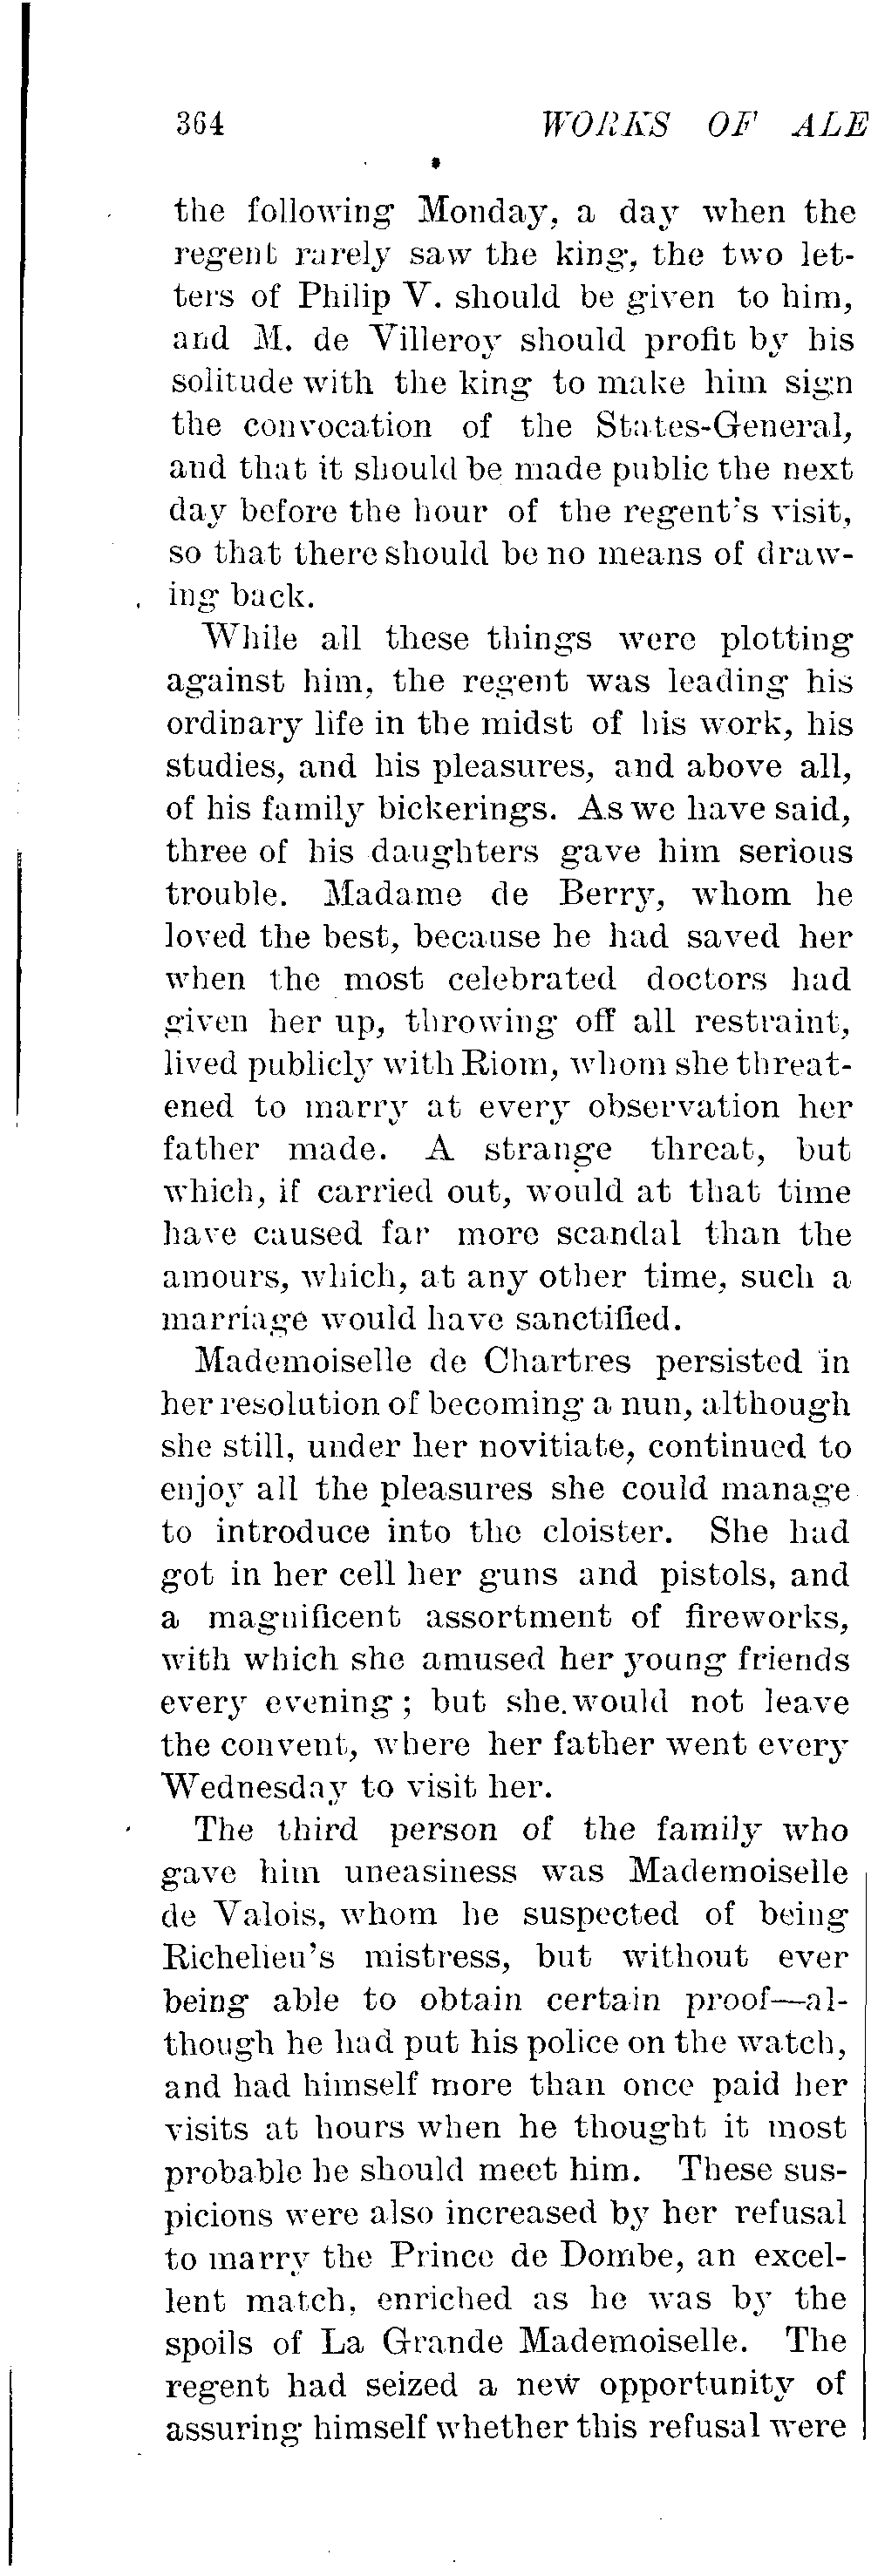 364 WORKS OF ALE
the following Monday, a day when the
regent rarely saw the king, the two let-
ters of Philip V. should be given to him,
and M. de Villeroy should profit by his
solitude with the king to make him sign
the convocation of the States-General,
and that it should be made public the next
day before the hour of the regent's visit,
so that there should be no means of draw-
ing back.
While all these things were plotting
against him, the regent was leading his
ordinary life in the midst of his work, his
studies, and his pleasures, and above all,
of his family bickerings. As we have said,
three of his daughters gave him serious
trouble. Madame de Berry, whom he
loved the best, because he had saved her
when the most celebrated doctors had
given her up, throwing off all restraint,
lived publicly with Riom, whom she threat-
ened to marry at every observation her
father made. A strange threat, but
which, if carried out, would at that time
have caused far more scandal than the
amours, which, at any other time, such a
marriage would have sanctified.
Mademoiselle de Chartres persisted in
her resolution of becoming a nun, although
she still, under her novitiate, continued to
enjoy all the pleasures she could manage
to introduce into the cloister. She had
got in her cell her guns and pistols, and
a magnificent assortment of fireworks,
with which she amused her young friends
every evening; but she would not leave
the convent, where her father went every
Wednesday to visit her.
The third person of the family who
gave him uneasiness was Mademoiselle
de Valois, whom he suspected of being
Richelieu's mistress, but without ever
being able to obtain certain proof—al-
though he had put his police on the watch,
and had himself more than once paid her
visits at hours when he thought it most
probable he should meet him. These sus-
picions were also increased by her refusal
to marry the Prince de Dombe, an excel-
lent match, enriched as he was by the
spoils of La Grande Mademoiselle. The
regent had seized a new opportunity of
assuring himself whether this refusal were